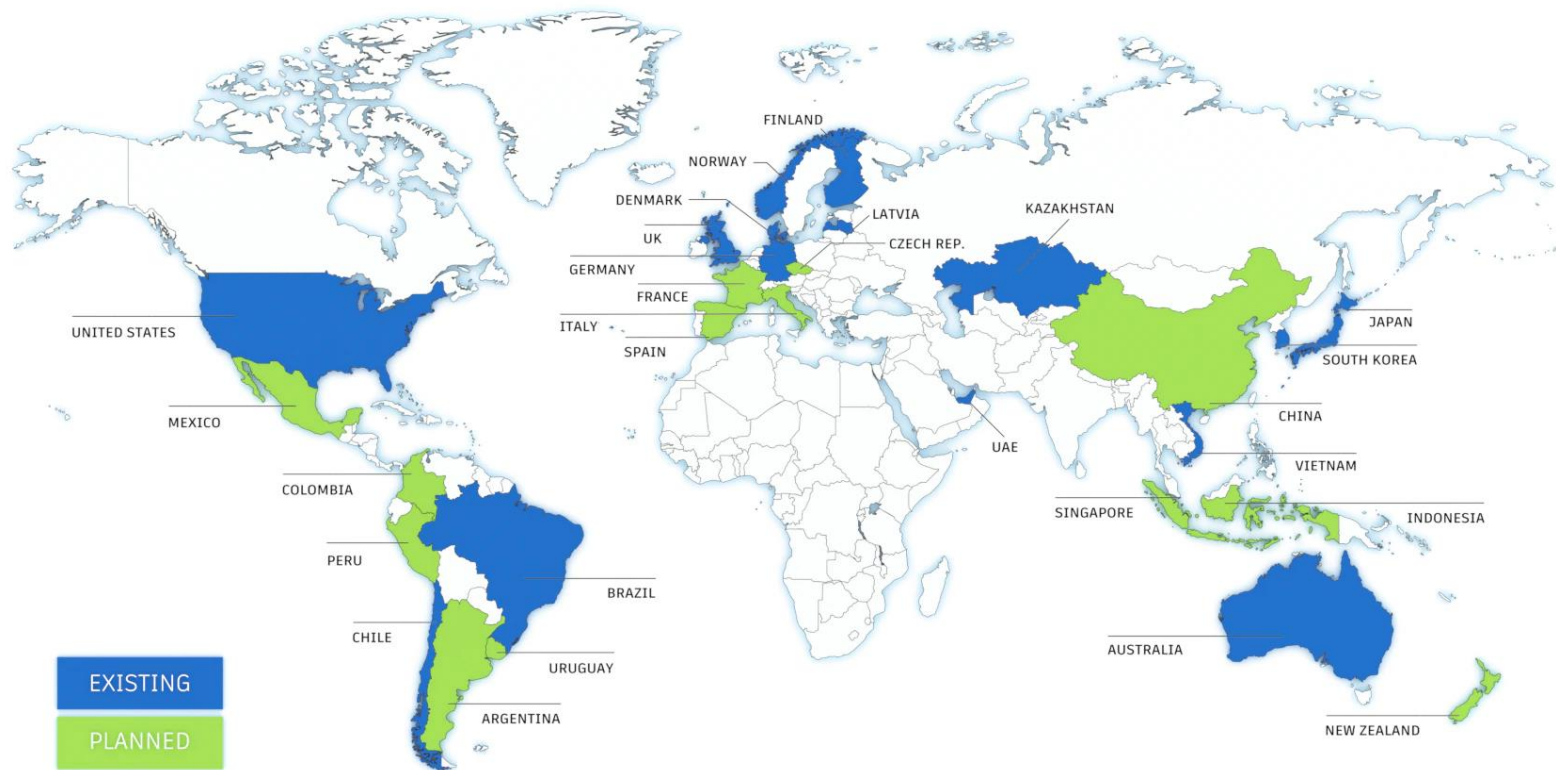 FINLAND
NORWAY
DENMARK
LATVIA
KAZAKHSTAN
UK
CZECH REP.
GERMANY
FRANCE
ITALY
JAPAN
UNITED STATES
SPAIN
SOUTH KOREA
MEXICO
CHINA
UAE
VIETNAM
COLOMBIA
SINGAPORE
INDONESIA
PERU
BRAZIL
CHILE
AUSTRALIA
URUGUAY
EXISTING
ARGENTINA
NEW ZEALAND
PLANNED